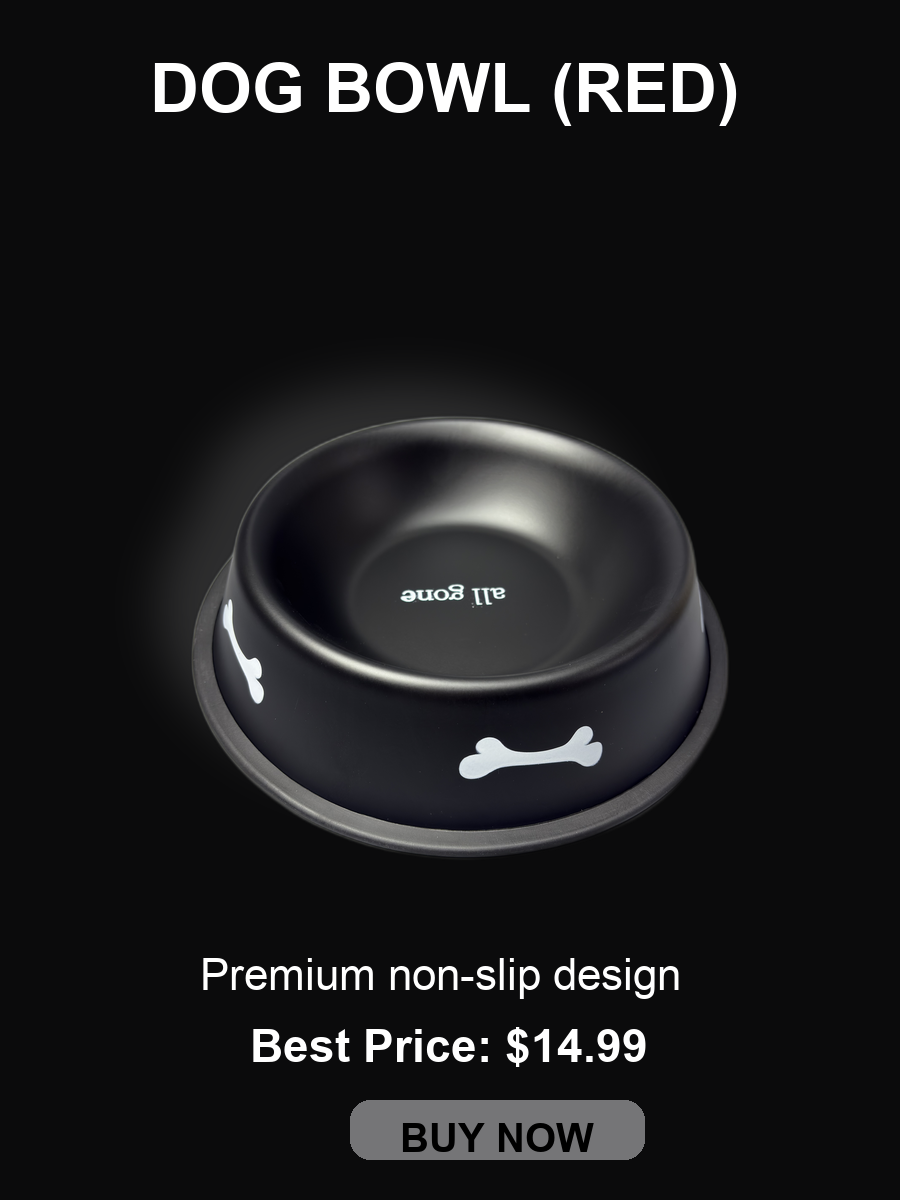 DOG BOWL (RED)
all gone
Premium non-slip design
Best Price: $14.99
BUY NOW